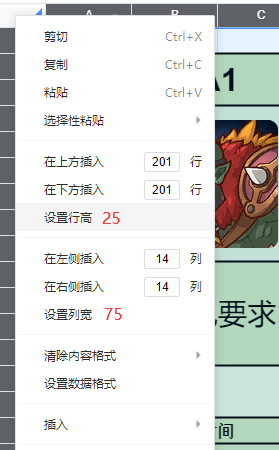 A B C
剪切 Ctrl+X
复制 Ctrl+C
粘贴 Ctrl+V
A1
选择性粘贴
在上方插入 201 行
在下方插入 201 行
设置行高 25
在左侧插入 14 列
在右侧插入 14 列
设置列宽 75
要求
清除内容格式
设置数据格式
插入
间